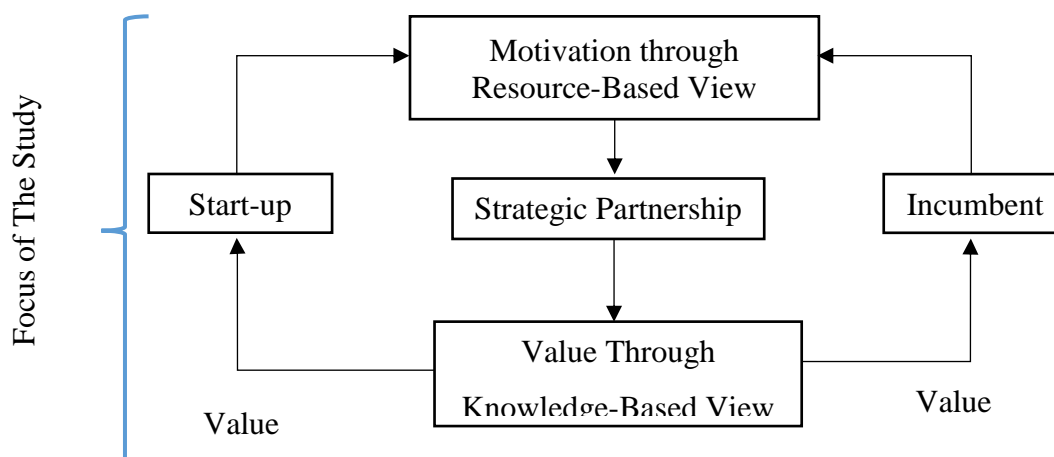 Focus of The Study
Motivation through
Resource-Based View
Start-up
Strategic Partnership
Incumbent
Value Through
Knowledge-Based View
Value
Value